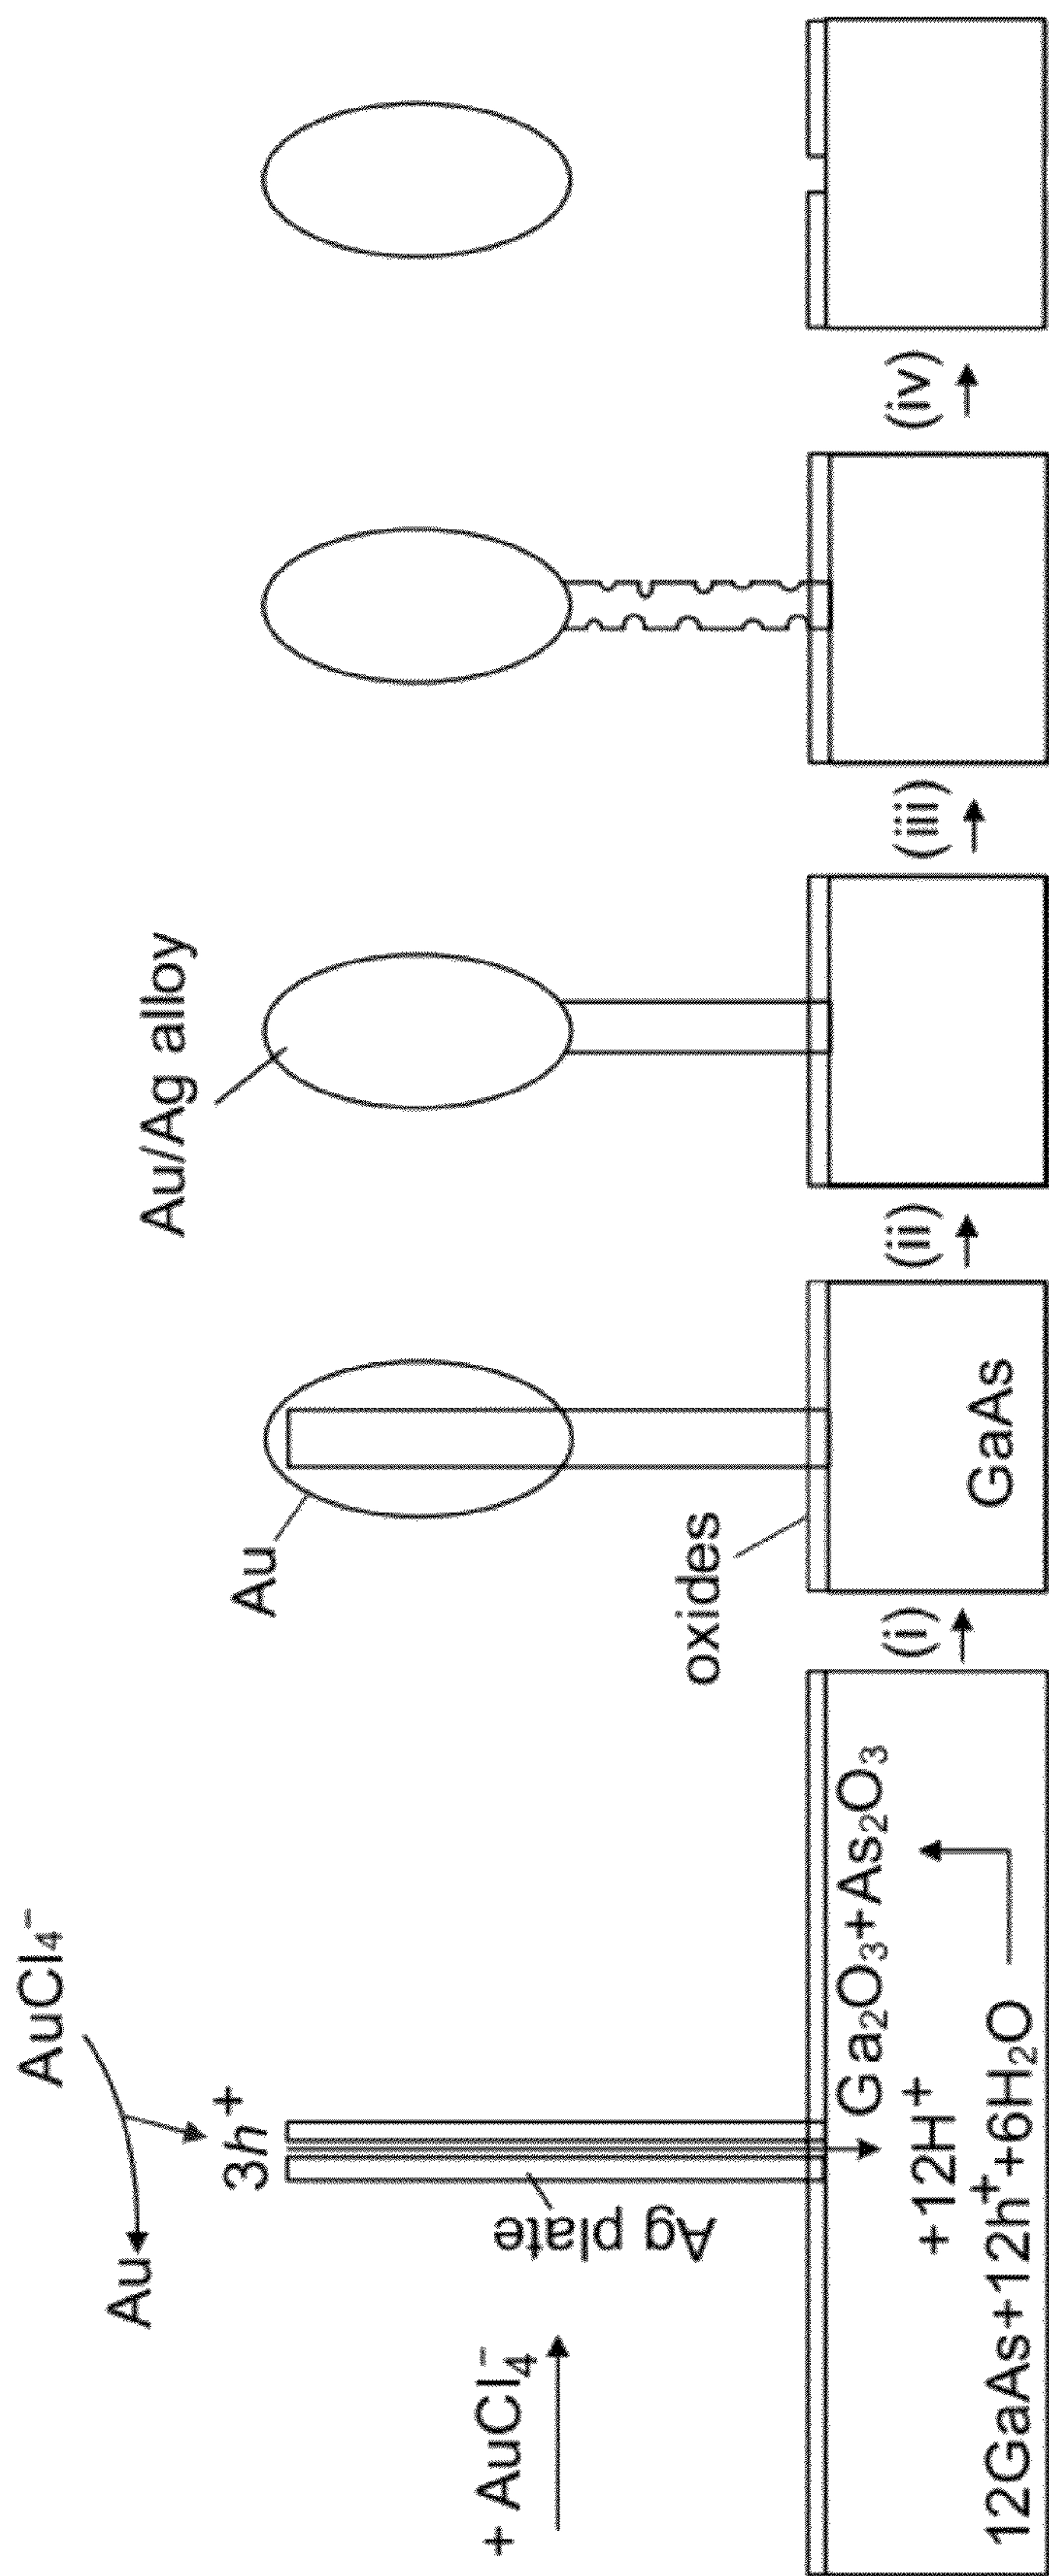 + AuCl₄⁻
Au
AuCl₄⁻
3h⁺
Ag plate
Ga₂O₃+As₂O₃
+12H⁺
12GaAs+12h⁺+6H₂O
(i)
Au
oxides
GaAs
(ii)
Au/Ag alloy
(iii)
(iv)